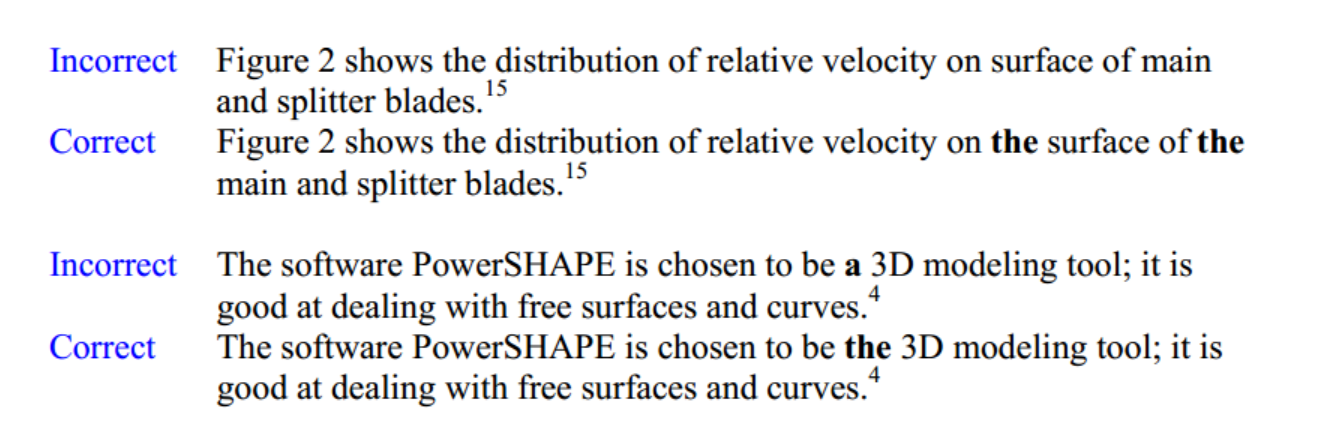 Incorrect Figure 2 shows the distribution of relative velocity on surface of main
and splitter blades.15
Correct Figure 2 shows the distribution of relative velocity on the surface of the
main and splitter blades.15
Incorrect The software PowerSHAPE is chosen to be a 3D modeling tool; it is
good at dealing with free surfaces and curves.4
Correct The software PowerSHAPE is chosen to be the 3D modeling tool; it is
good at dealing with free surfaces and curves.4